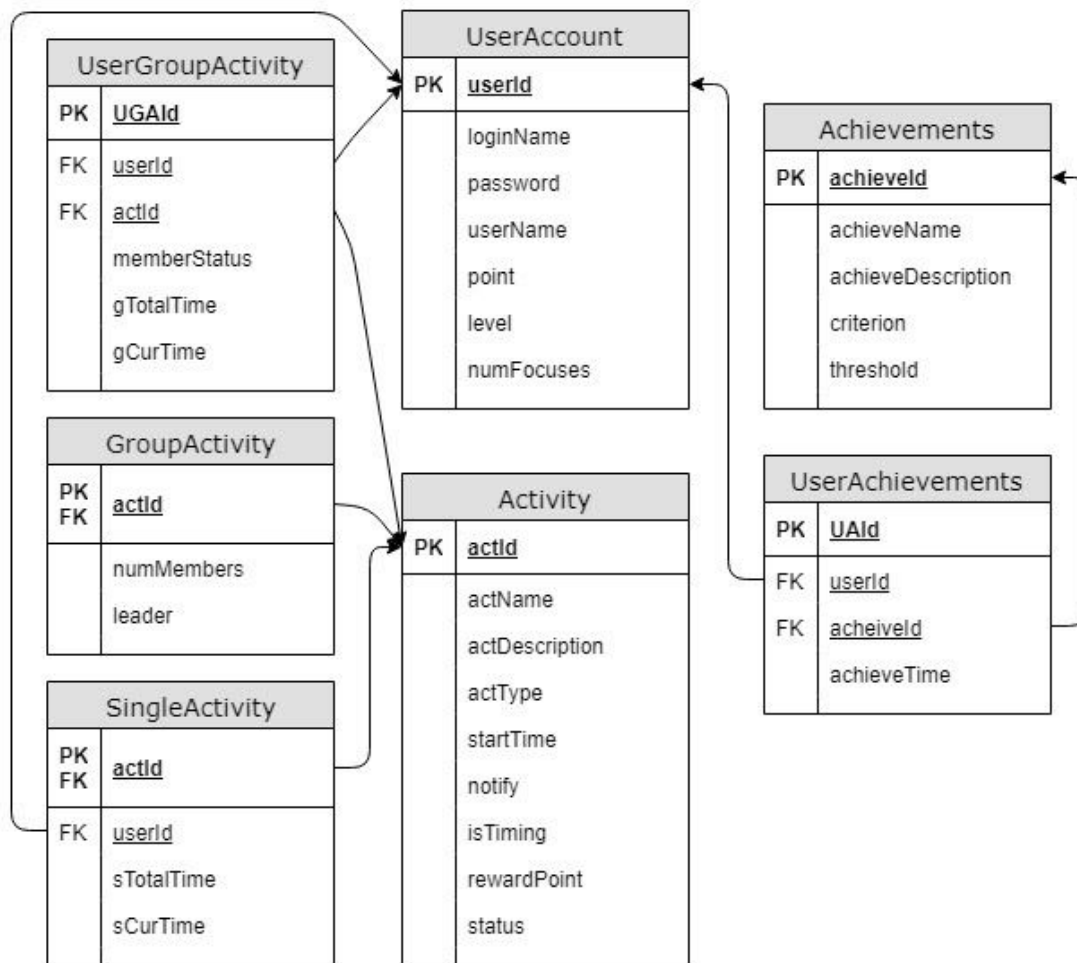 UserGroupActivity
PK UGAId
FK userId
FK actId
memberStatus
gTotalTime
gCurTime
GroupActivity
PK
FK
actId
numMembers
leader
SingleActivity
PK
FK
actId
FK userId
sTotalTime
sCurTime
UserAccount
PK userId
loginName
password
userName
point
level
numFocuses
Activity
PK actId
actName
actDescription
actType
startTime
notify
isTiming
rewardPoint
status
Achievements
PK achieveId
achieveName
achieveDescription
criterion
threshold
UserAchievements
PK UAId
FK userId
FK acheiveId
achieveTime